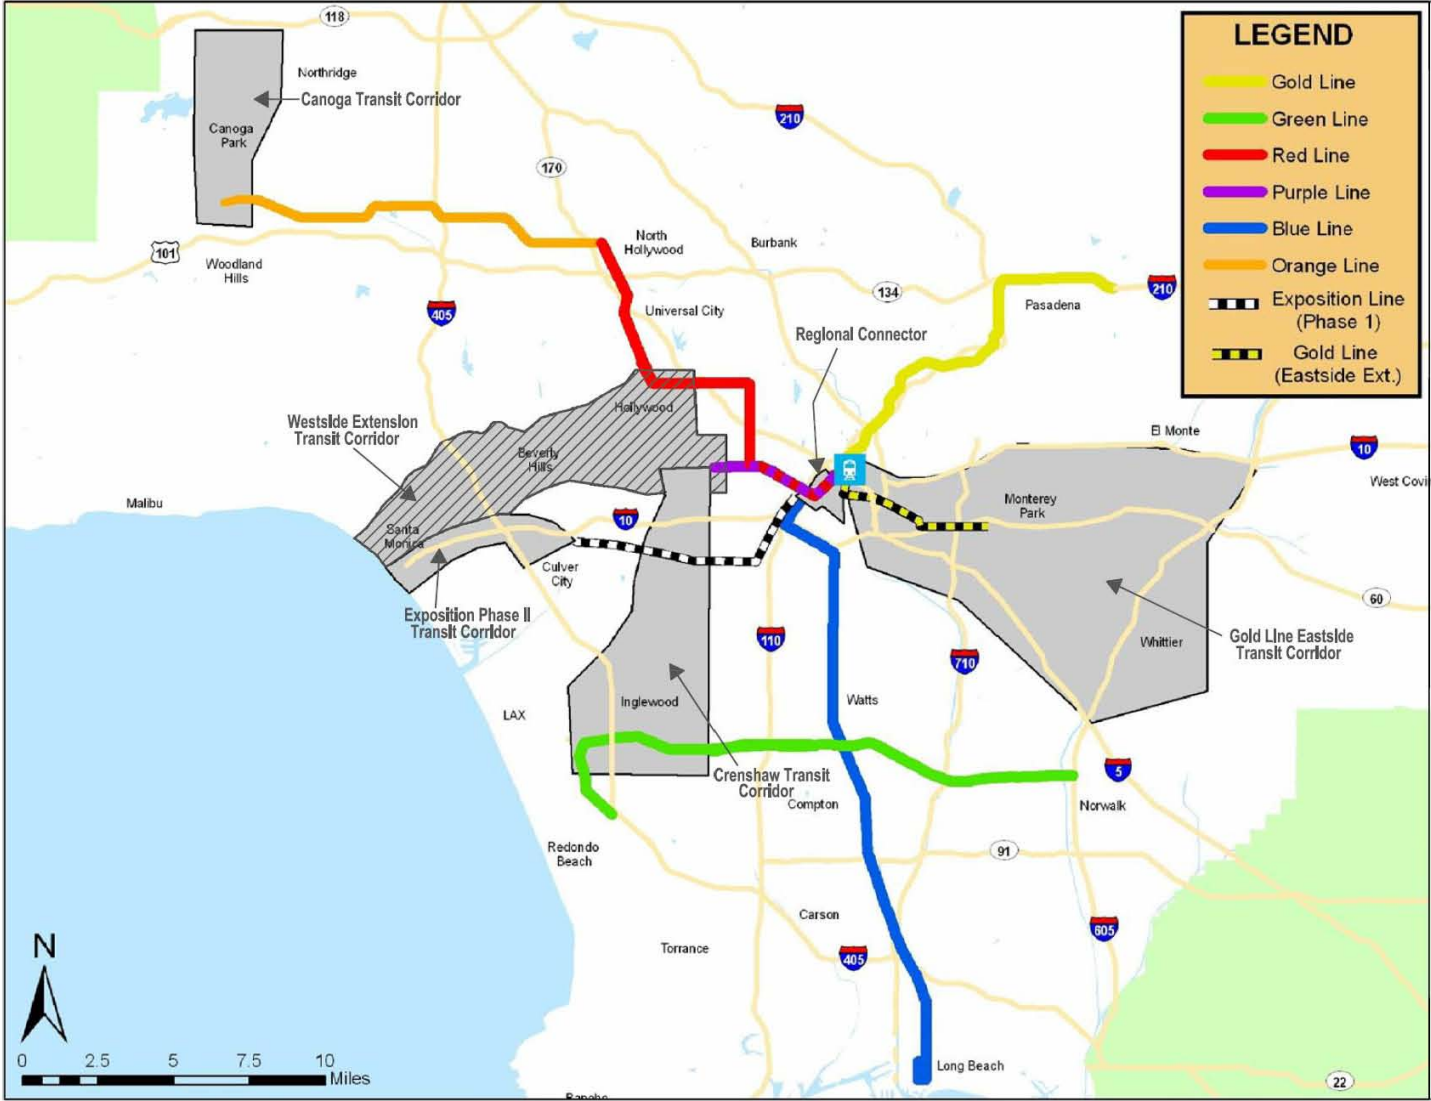 118
LEGEND
Gold Line
Green Line
Red Line
Purple Line
Blue Line
Orange Line
Exposition Line
(Phase 1)
Gold Line
(Eastside Ext.)
Northridge
Canoga Transit Corridor
Canoga
Park
210
170
101
Woodland
Hills
North
Hollywood
Burbank
134
210
Pasadena
405
Universal City
Regional Connector
Hollywood
Westside Extension
Transit Corridor
Beverly
Hills
El Monte
10
West Covi
Malibu
Santa
Monica
10
Monterey
Park
Culver
City
60
Exposition Phase II
Transit Corridor
110
710
Whittier
Gold Line Eastside
Transit Corridor
Inglewood
Watts
LAX
Crenshaw Transit
Corridor
5
Compton
Norwalk
Redondo
Beach
91
Carson
605
Torrance
405
N
0 2.5 5 7.5 10
Miles
Long Beach
22